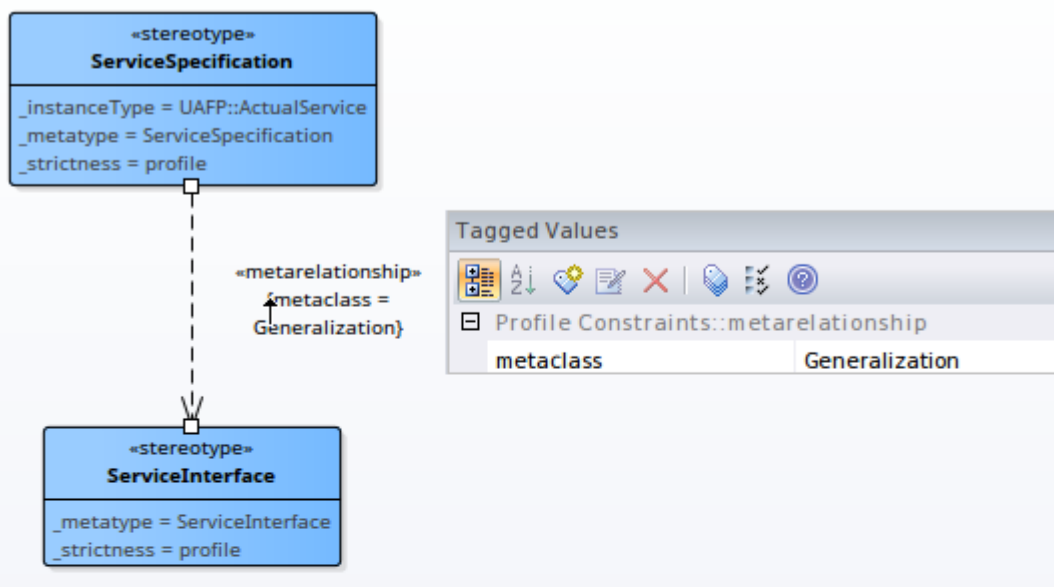 «stereotype»
ServiceSpecification
_instanceType = UAFP::ActualService
_metatype = ServiceSpecification
_strictness = profile
«metarelationship»
{metaclass =
Generalization}
Tagged Values
Profile Constraints::metarelationship
metaclass Generalization
«stereotype»
ServiceInterface
_metatype = ServiceInterface
_strictness = profile